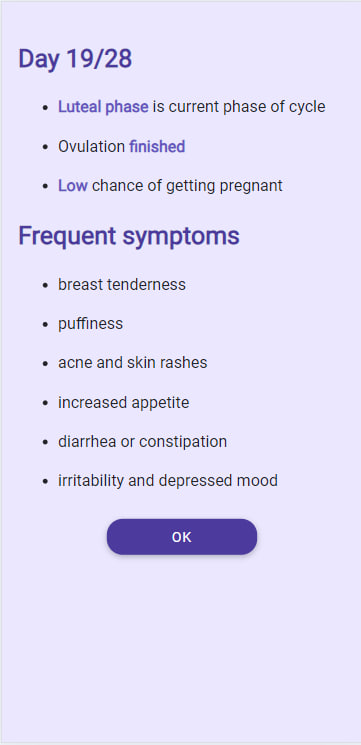 Day 19/28
Luteal phase is current phase of cycle
Ovulation finished
Low chance of getting pregnant
Frequent symptoms
breast tenderness
puffiness
acne and skin rashes
increased appetite
diarrhea or constipation
irritability and depressed mood
OK